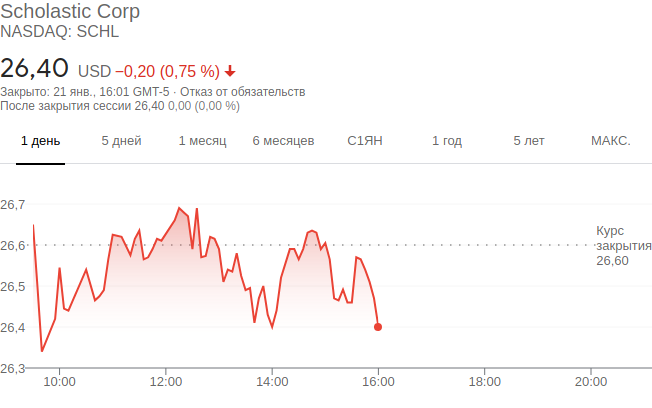 Scholastic Corp
NASDAQ: SCHL
26,40 USD −0,20 (0,75 %)
Закрыто: 21 янв., 16:01 GMT-5 · Отказ от обязательств
После закрытия сессии 26,40 0,00 (0,00 %)
1 день 5 дней 1 месяц 6 месяцев С1ЯН 1 год 5 лет МАКС.
26,7
26,6
26,5
26,4
26,3
Курс
закрытия
26,60
10:00 12:00 14:00 16:00 18:00 20:00